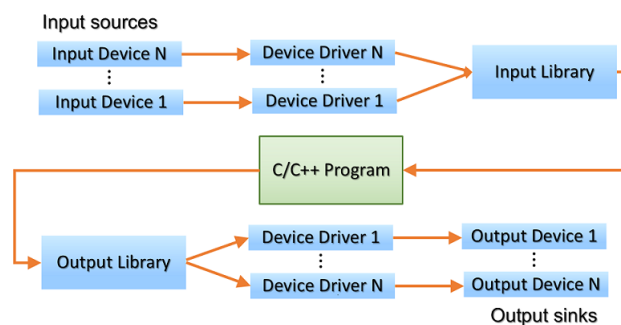 Input sources
Input Device N
Device Driver N
Input Library
Input Device 1
Device Driver 1
C/C++ Program
Output Library
Device Driver 1
Output Device 1
Device Driver N
Output Device N
Output sinks